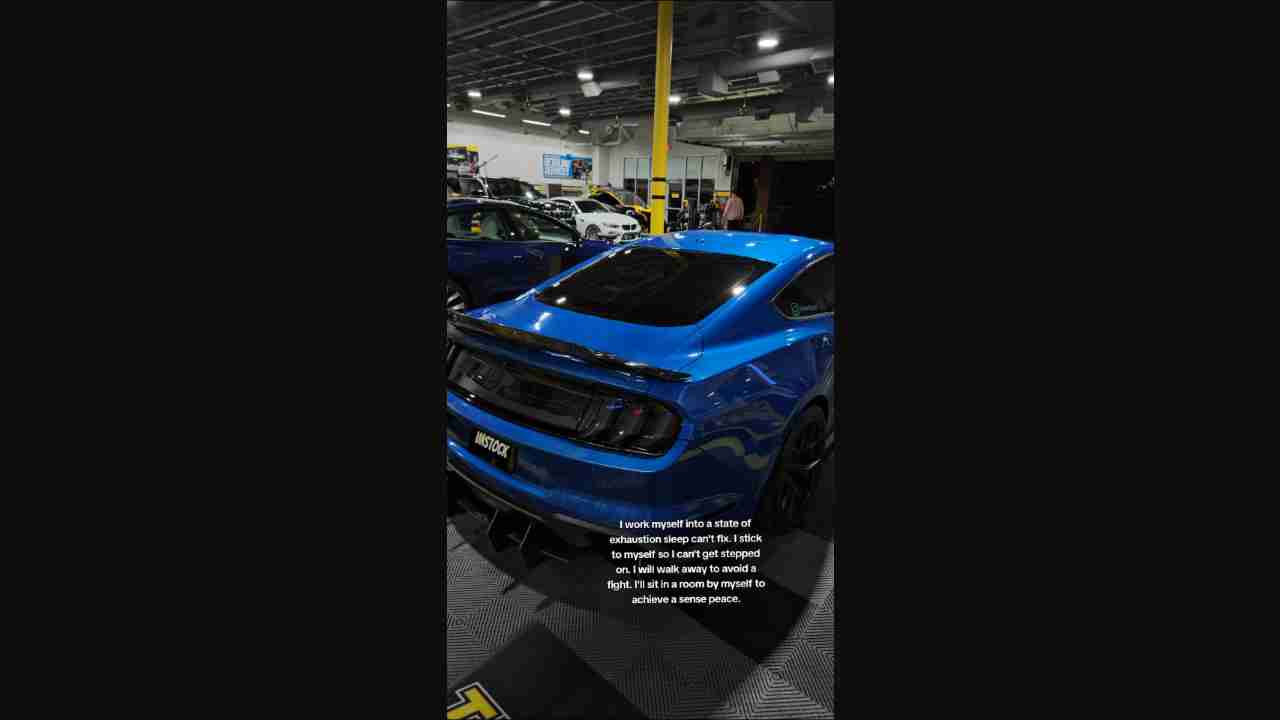 UNSTOCK
I work myself into a state of
exhaustion sleep can't fix. I stick
to myself so I can't get stepped
on. I will walk away to avoid a
fight. I'll sit in a room by myself to
achieve a sense peace.